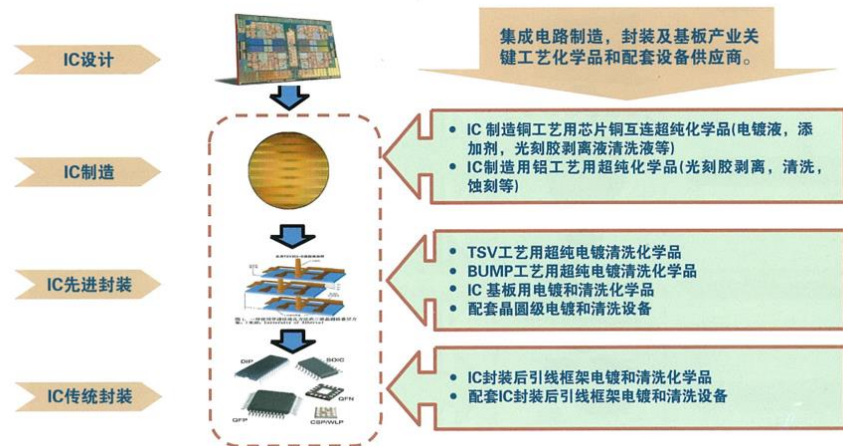 IC设计
集成电路制造，封装及基板产业关
键工艺化学品和配套设备供应商。
IC制造
• IC 制造铜工艺用芯片铜互连超纯化学品(电镀液，添
加剂，光刻胶剥离液清洗液等)
• IC制造用铝工艺用超纯化学品(光刻胶剥离，清洗，
蚀刻等)
IC先进封装
• TSV工艺用超纯电镀清洗化学品
• BUMP工艺用超纯电镀清洗化学品
• IC 基板用电镀和清洗化学品
• 配套晶圆级电镀和清洗设备
IC传统封装
DIP
SOIC
QFN
QFP
CSP/WLP
• IC封装后引线框架电镀和清洗化学品
• 配套IC封装后引线框架电镀和清洗设备